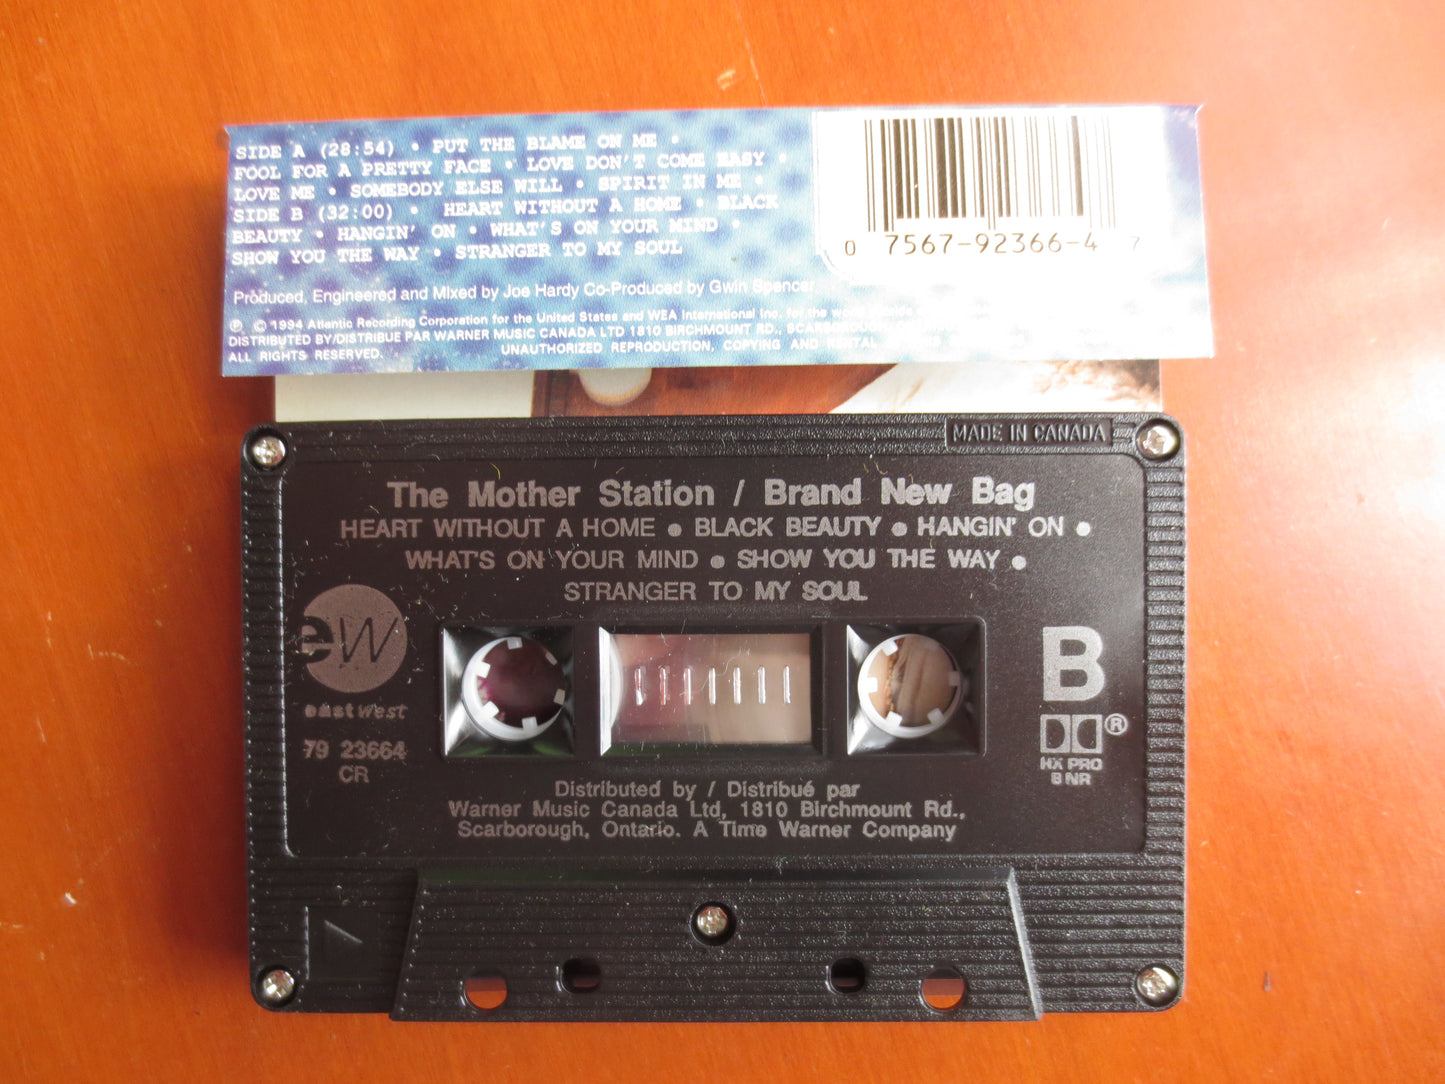 SIDE A (28:54) • PUT THE BLAME ON ME •
FOOL FOR A PRETTY FACE • LOVE DON'T COME EASY •
LOVE ME • SOMEBODY ELSE WILL • SPIRIT IN ME •
SIDE B (32:00) • HEART WITHOUT A HOME • BLACK
BEAUTY • HANGIN' ON • WHAT'S ON YOUR MIND •
SHOW YOU THE WAY • STRANGER TO MY SOUL
0 7567-92366-4 7
Produced, Engineered and Mixed by Joe Hardy Co-Produced by Gwin Spencer
℗ © 1994 Atlantic Recording Corporation for the United States and WEA International Inc. for the world outside
DISTRIBUTED BY/DISTRIBUE PAR WARNER MUSIC CANADA LTD 1810 BIRCHMOUNT RD., SCARBOROUGH
ALL RIGHTS RESERVED. UNAUTHORIZED REPRODUCTION, COPYING AND RENTAL
MADE IN CANADA
The Mother Station / Brand New Bag
HEART WITHOUT A HOME • BLACK BEAUTY • HANGIN' ON •
WHAT'S ON YOUR MIND • SHOW YOU THE WAY •
STRANGER TO MY SOUL
ew
eastwest
79 23664
CR
B
®
HX PRO
B NR
Distributed by / Distribué par
Warner Music Canada Ltd, 1810 Birchmount Rd.,
Scarborough, Ontario. A Time Warner Company